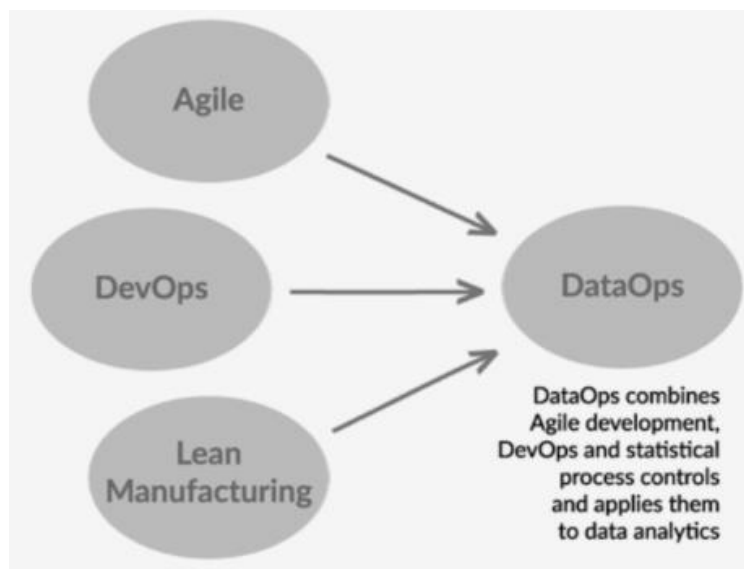 Agile
DevOps
DataOps
Lean
Manufacturing
DataOps combines
Agile development,
DevOps and statistical
process controls
and applies them
to data analytics